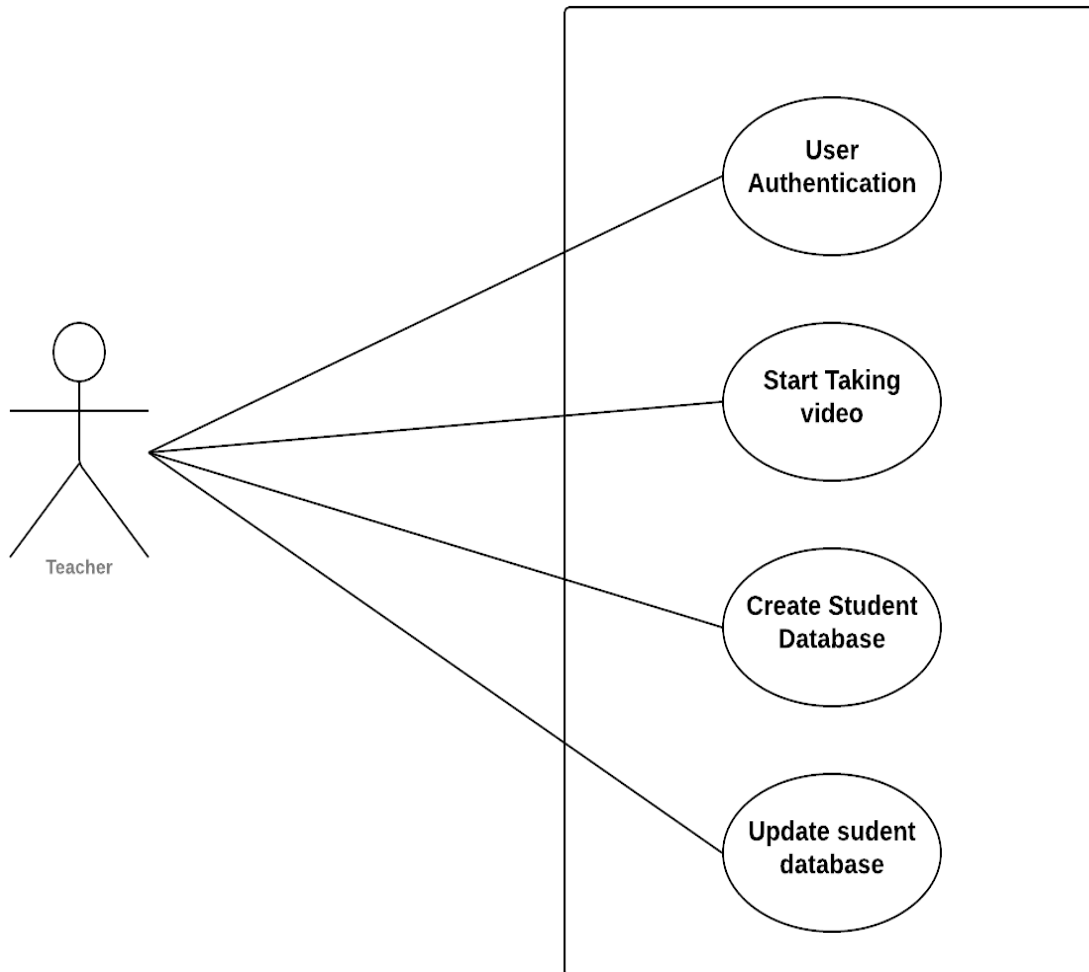 User
Authentication
Start Taking
video
Teacher
Create Student
Database
Update sudent
database